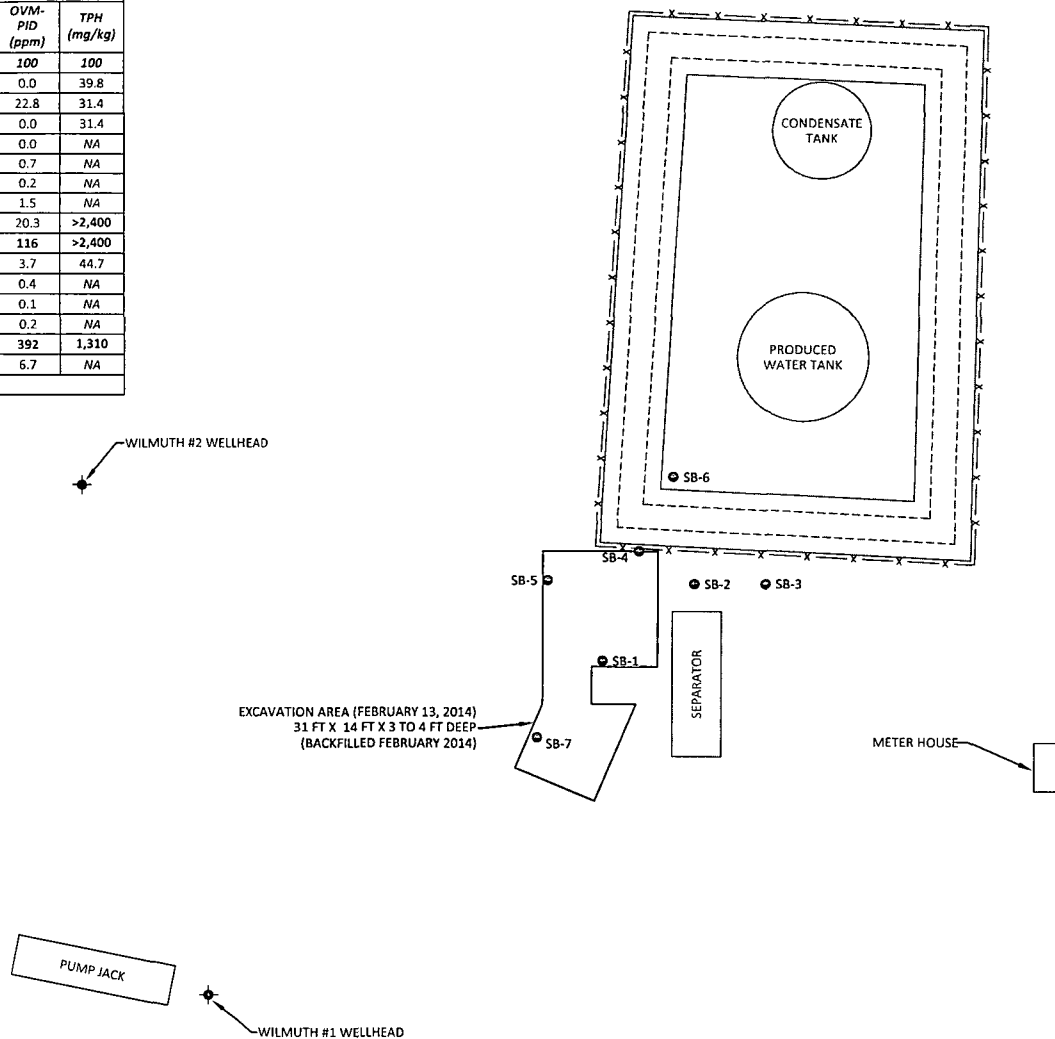 OVM-PID (ppm) TPH (mg/kg)
100 100
0.0 39.8
22.8 31.4
0.0 31.4
0.0 NA
0.7 NA
0.2 NA
1.5 NA
20.3 >2,400
116 >2,400
3.7 44.7
0.4 NA
0.1 NA
0.2 NA
392 1,310
6.7 NA
CONDENSATE
TANK
PRODUCED
WATER TANK
WILMUTH #2 WELLHEAD
SB-6
SB-4
SB-5
SB-2
SB-3
SB-1
SEPARATOR
EXCAVATION AREA (FEBRUARY 13, 2014)
31 FT X 14 FT X 3 TO 4 FT DEEP
(BACKFILLED FEBRUARY 2014)
SB-7
METER HOUSE
PUMP JACK
WILMUTH #1 WELLHEAD